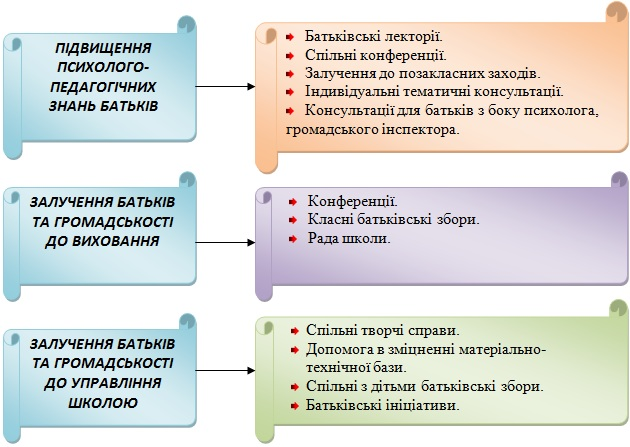 ПІДВИЩЕННЯ
ПСИХОЛОГО-
ПЕДАГОГІЧНИХ
ЗНАНЬ БАТЬКІВ
Батьківські лекторії.
Спільні конференції.
Залучення до позакласних заходів.
Індивідуальні тематичні консультації.
Консультації для батьків з боку психолога,
громадського інспектора.
ЗАЛУЧЕННЯ БАТЬКІВ
ТА ГРОМАДСЬКОСТІ
ДО ВИХОВАННЯ
Конференції.
Класні батьківські збори.
Рада школи.
ЗАЛУЧЕННЯ БАТЬКІВ
ТА ГРОМАДСЬКОСТІ
ДО УПРАВЛІННЯ
ШКОЛОЮ
Спільні творчі справи.
Допомога в зміцненні матеріально-
технічної бази.
Спільні з дітьми батьківські збори.
Батьківські ініціативи.